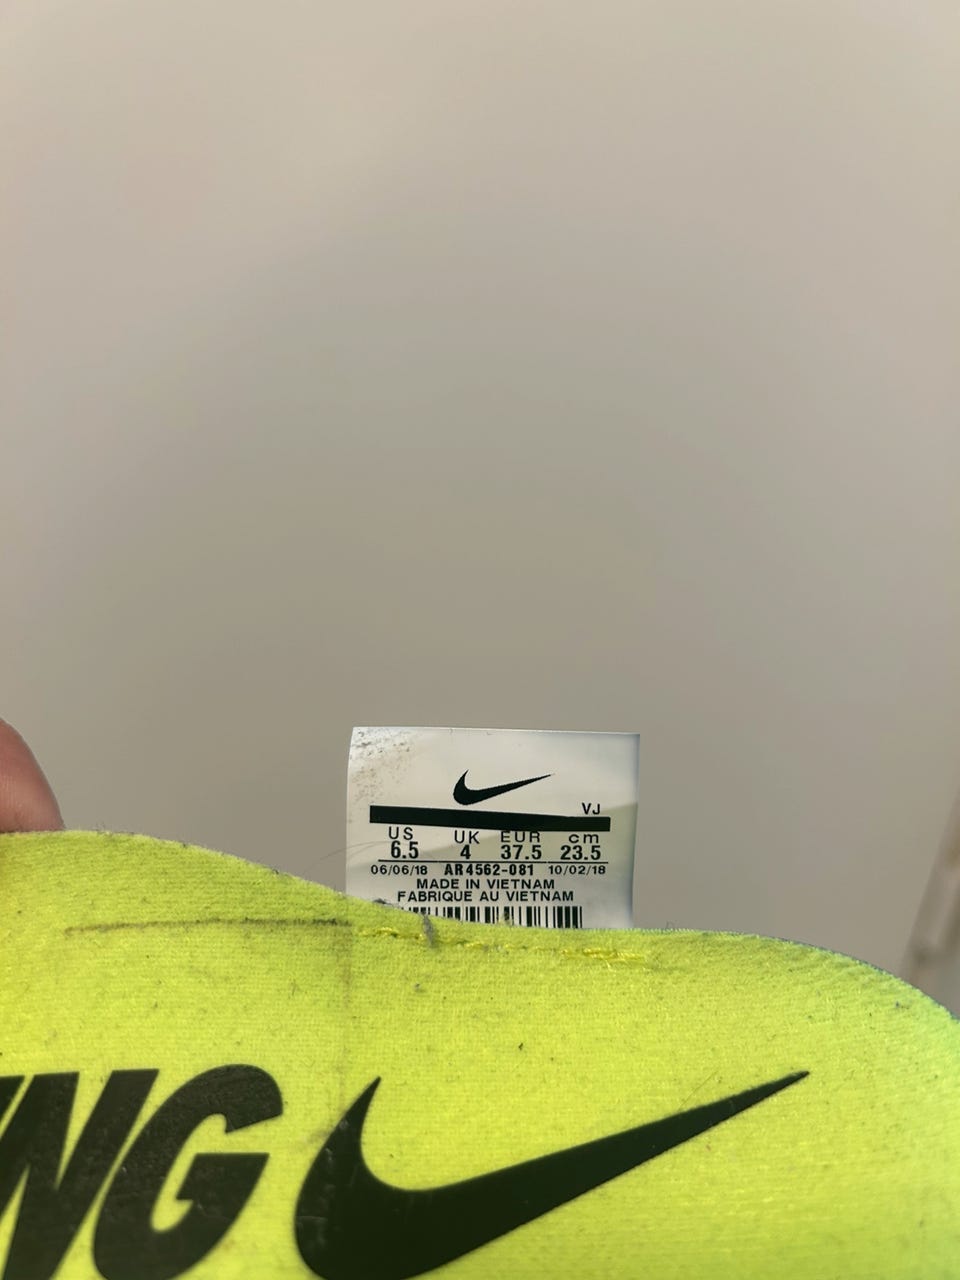 VJ
US UK EUR cm
6.5 4 37.5 23.5
06/06/18 AR4562-081 10/02/18
MADE IN VIETNAM
FABRIQUE AU VIETNAM
NG